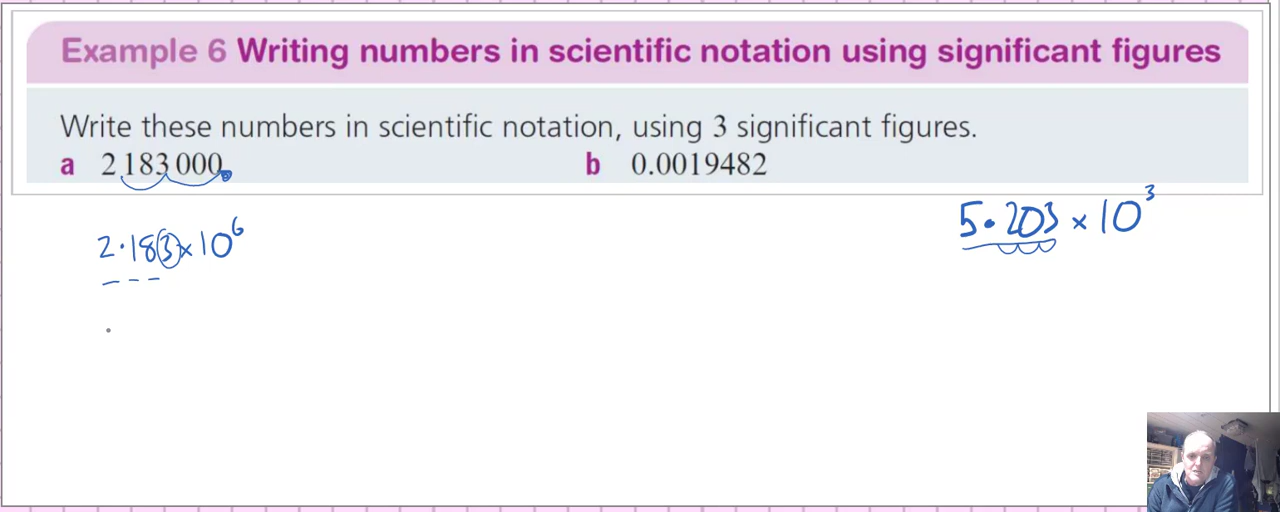 Example 6 Writing numbers in scientific notation using significant figures
Write these numbers in scientific notation, using 3 significant figures.
a 2 183 000 b 0.0019482
5.203 × 10³
2.183 × 10⁶